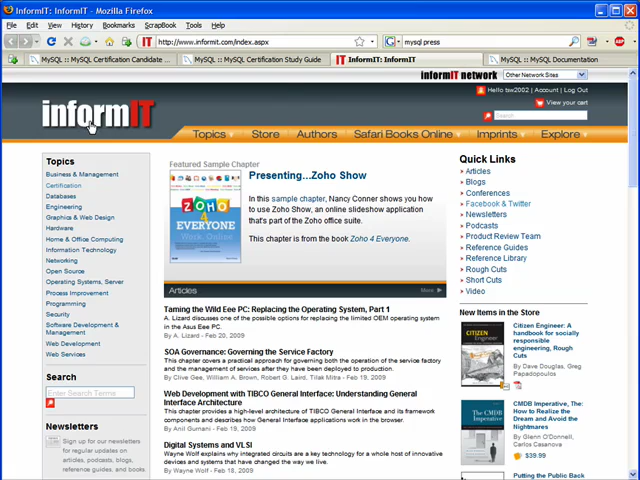 InformIT: InformIT - Mozilla Firefox
File Edit View History Bookmarks ScrapBook Tools Help
http://www.informit.com/index.aspx
mysql press
MySQL :: MySQL Certification Candidate ...
MySQL :: MySQL Certification Study Guide
InformIT: InformIT
MySQL :: MySQL Documentation
informIT network
Other Network Sites
Hello tsw2002 | Account | Log Out
View your cart
Search
informIT
Topics Store Authors Safari Books Online Imprints Explore
Topics
Business & Management
Certification
Databases
Engineering
Graphics & Web Design
Hardware
Home & Office Computing
Information Technology
Networking
Open Source
Operating Systems, Server
Process Improvement
Programming
Security
Software Development &
Management
Web Development
Web Services
Search
Enter Search Terms
Newsletters
Sign up for our newsletters
for regular updates on
articles, podcasts, blogs,
reference guides, and books
Featured Sample Chapter
Presenting...Zoho Show
In this sample chapter, Nancy Conner shows you how
to use Zoho Show, an online slideshow application
that's part of the Zoho office suite.
This chapter is from the book Zoho 4 Everyone.
ZOHO
4
EVERYONE
Articles
More
Taming the Wild Eee PC: Replacing the Operating System, Part 1
A. Lizard discusses one of the possible options for replacing the limited OEM operating system
in the Asus Eee PC.
By A. Lizard - Feb 20, 2009
SOA Governance: Governing the Service Factory
This chapter covers a practical approach for governing both the operation of the service factory
and the management of services after they have been deployed to production.
By Clive Gee, William A. Brown, Robert G. Laird, Tilak Mitra - Feb 19, 2009
Web Development with TIBCO General Interface: Understanding General
Interface Architecture
This chapter provides a high-level architecture of TIBCO General Interface and its framework
components and describes how General Interface applications work in the browser.
By Anil Gurnani - Feb 19, 2009
Digital Systems and VLSI
Wayne Wolf explains why integrated circuits are a key technology for a whole host of innovative
devices and systems that have changed the way we live.
By Wayne Wolf - Feb 18, 2009
Quick Links
Articles
Blogs
Conferences
Facebook & Twitter
Newsletters
Podcasts
Product Review Team
Reference Guides
Reference Library
Rough Cuts
Short Cuts
Video
New Items in the Store
CITIZEN
ENGINEER
Citizen Engineer: A
handbook for socially
responsible
engineering, Rough
Cuts
By Dave Douglas, Greg
Papadopoulos
THE CMDB
IMPERATIVE
CMDB Imperative, The:
How to Realize the
Dream and Avoid the
Nightmares
By Glenn O'Donnell,
Carlos Casanova
$39.99
Putting the Public Back